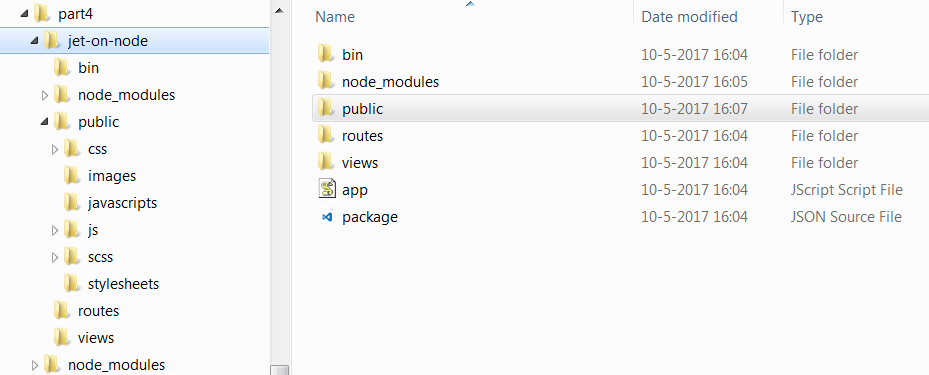 part4
jet-on-node
bin
node_modules
public
css
images
javascripts
js
scss
stylesheets
routes
views
node_modules
Name Date modified Type
bin 10-5-2017 16:04 File folder
node_modules 10-5-2017 16:05 File folder
public 10-5-2017 16:07 File folder
routes 10-5-2017 16:04 File folder
views 10-5-2017 16:04 File folder
app 10-5-2017 16:04 JScript Script File
package 10-5-2017 16:04 JSON Source File